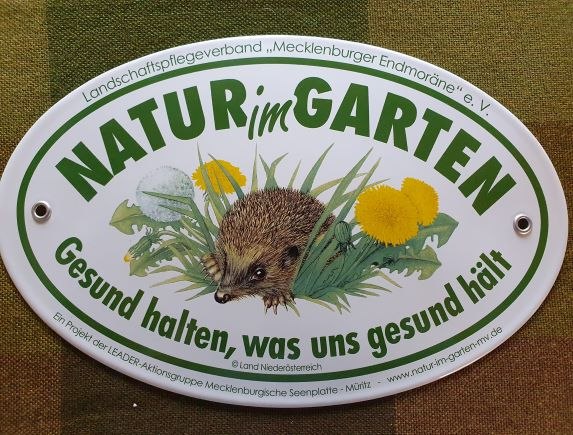 Landschaftspflegeverband „Mecklenburger Endmoräne“ e. V.
NATUR im GARTEN
Gesund halten, was uns gesund hält
© Land Niederösterreich
Ein Projekt der LEADER-Aktionsgruppe Mecklenburgische Seenplatte - Müritz - www.natur-im-garten-mv.de